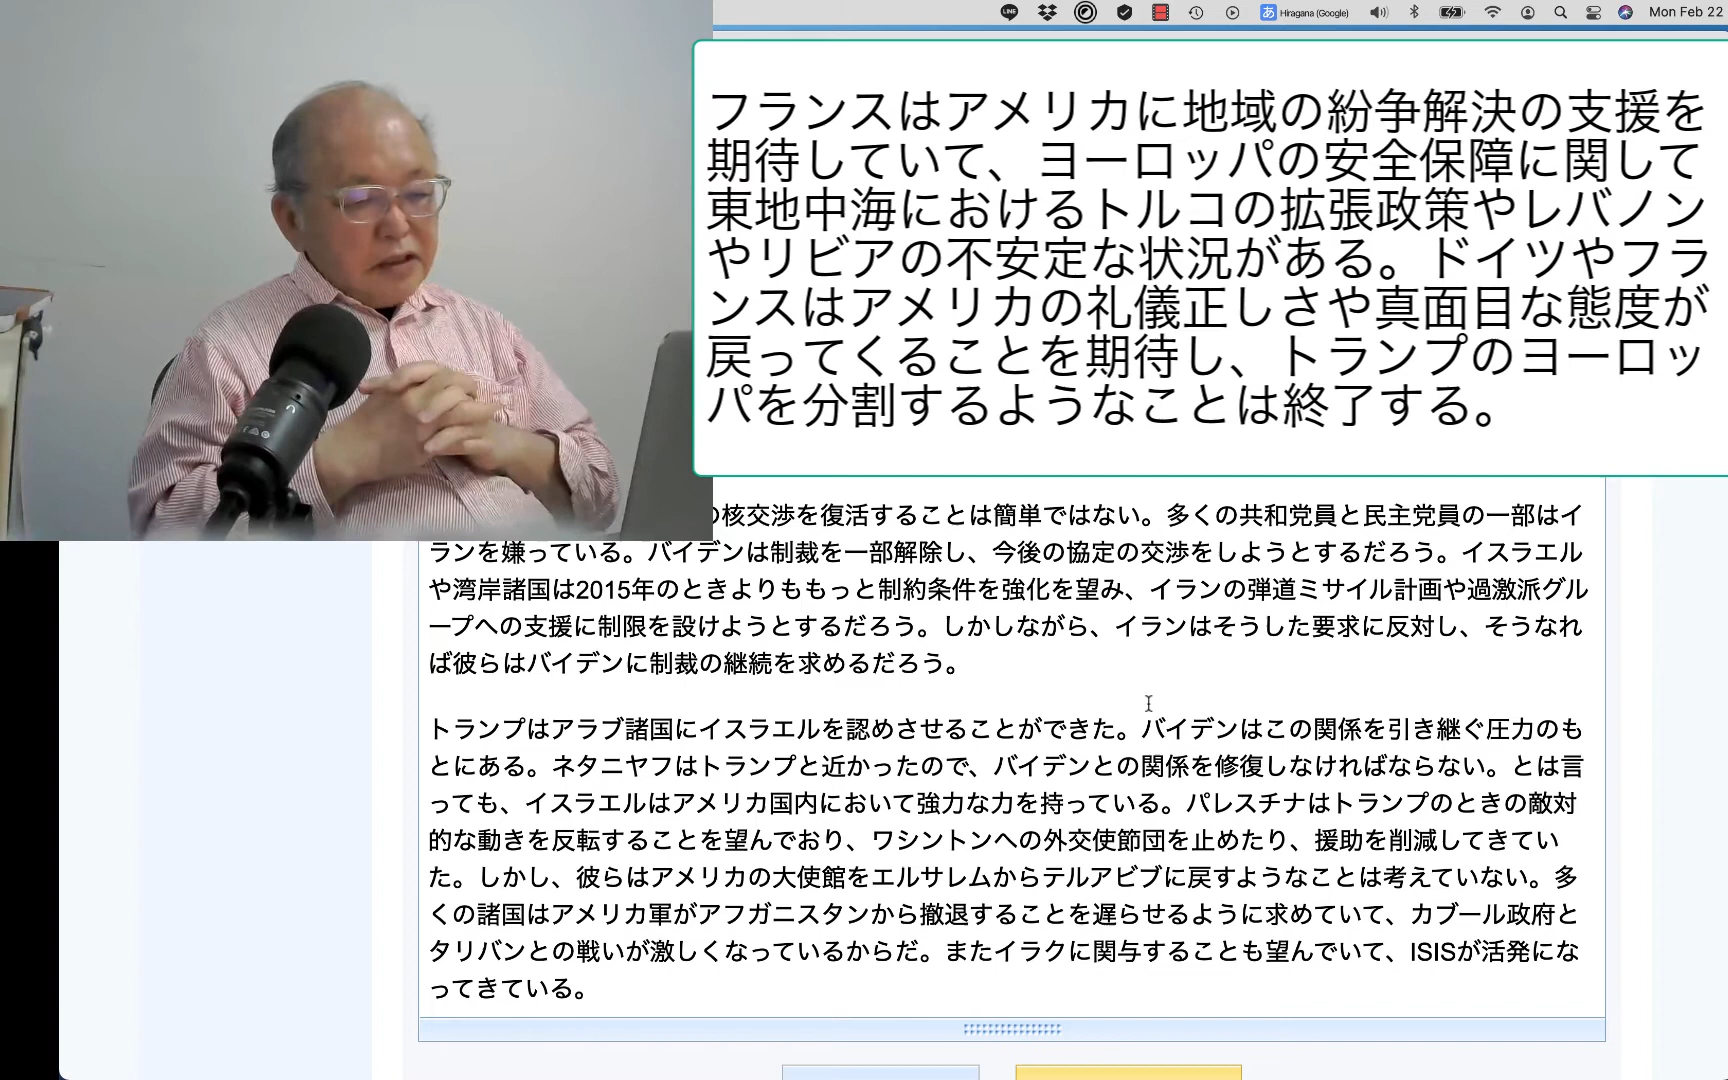 LINE
あ Hiragana (Google)
Mon Feb 22
フランスはアメリカに地域の紛争解決の支援を
期待していて、ヨーロッパの安全保障に関して
東地中海におけるトルコの拡張政策やレバノン
やリビアの不安定な状況がある。ドイツやフラ
ンスはアメリカの礼儀正しさや真面目な態度が
戻ってくることを期待し、トランプのヨーロッ
パを分割するようなことは終了する。
の核交渉を復活することは簡単ではない。多くの共和党員と民主党員の一部はイ
ランを嫌っている。バイデンは制裁を一部解除し、今後の協定の交渉をしようとするだろう。イスラエル
や湾岸諸国は2015年のときよりももっと制約条件を強化を望み、イランの弾道ミサイル計画や過激派グル
ープへの支援に制限を設けようとするだろう。しかしながら、イランはそうした要求に反対し、そうなれ
ば彼らはバイデンに制裁の継続を求めるだろう。
トランプはアラブ諸国にイスラエルを認めさせることができた。バイデンはこの関係を引き継ぐ圧力のも
とにある。ネタニヤフはトランプと近かったので、バイデンとの関係を修復しなければならない。とは言
っても、イスラエルはアメリカ国内において強力な力を持っている。パレスチナはトランプのときの敵対
的な動きを反転することを望んでおり、ワシントンへの外交使節団を止めたり、援助を削減してきてい
た。しかし、彼らはアメリカの大使館をエルサレムからテルアビブに戻すようなことは考えていない。多
くの諸国はアメリカ軍がアフガニスタンから撤退することを遅らせるように求めていて、カブール政府と
タリバンとの戦いが激しくなっているからだ。またイラクに関与することも望んでいて、ISISが活発にな
ってきている。